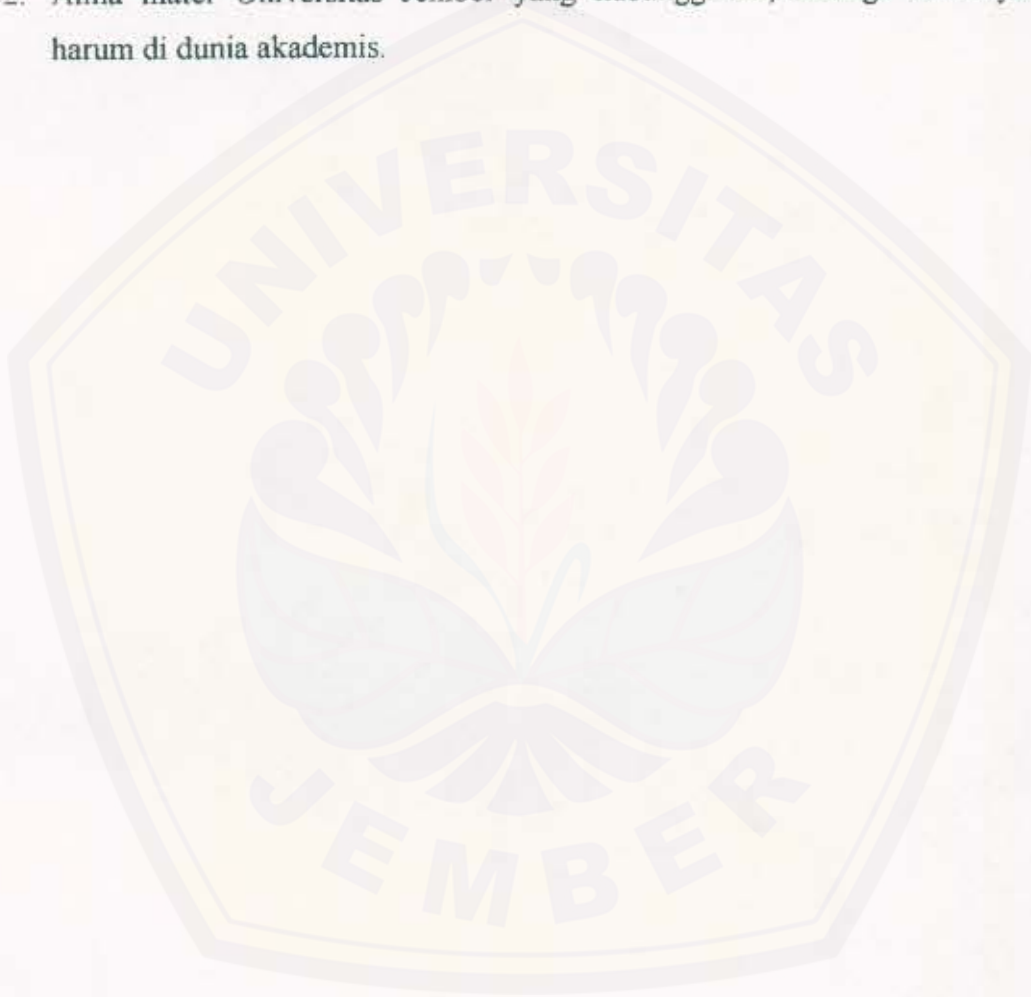 2. Alma mater Universitas Jember yang
harum di dunia akademis.
UNIVERSITAS
JEMBER